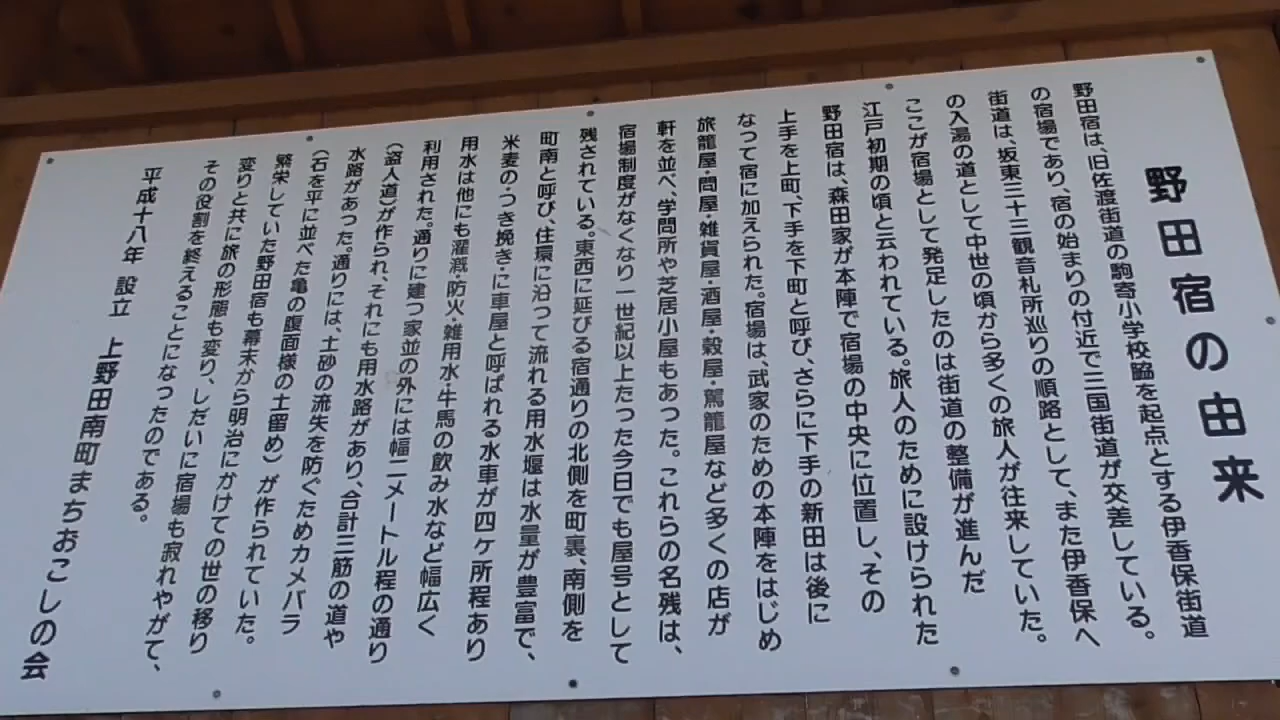 野田宿の由来
野田宿は、旧佐渡街道の駒寄小学校脇を起点とする伊香保街道
の宿場であり、宿の始まりの付近で三国街道が交差している。
街道は、坂東三十三観音札所巡りの順路として、また伊香保へ
の入湯の道として中世の頃から多くの旅人が往来していた。
ここが宿場として発足したのは街道の整備が進んだ
江戸初期の頃と云われている。旅人のために設けられた
野田宿は、森田家が本陣で宿場の中央に位置し、その
上手を上町、下手を下町と呼び、さらに下手の新田は後に
なって宿に加えられた。宿場は、武家のための本陣をはじめ
旅籠屋・問屋・雑貨屋・酒屋・穀屋・駕籠屋など多くの店が
軒を並べ、学問所や芝居小屋もあった。これらの名残は、
宿場制度がなくなり一世紀以上たった今日でも屋号として
残されている。東西に延びる宿通りの北側を町裏、南側を
町南と呼び、住環に沿って流れる用水堰は水量が豊富で、
米麦の・つき挽き・に車屋と呼ばれる水車が四ヶ所程あり
用水は他にも灌漑・防火・雑用水・牛馬の飲み水など幅広く
利用された。通りに建つ家並の外には幅二メートル程の通り
(盗人道)が作られ、それにも用水路があり、合計三筋の道や
水路があった。通りには、土砂の流失を防ぐためカメバラ
(石を平に並べた亀の腹面様の土留め)が作られていた。
繁栄していた野田宿も幕末から明治にかけての世の移り
変りと共に旅の形態も変り、しだいに宿場も寂れやがて、
その役割を終えることになったのである。
平成十八年 設立 上野田南町まちおこしの会